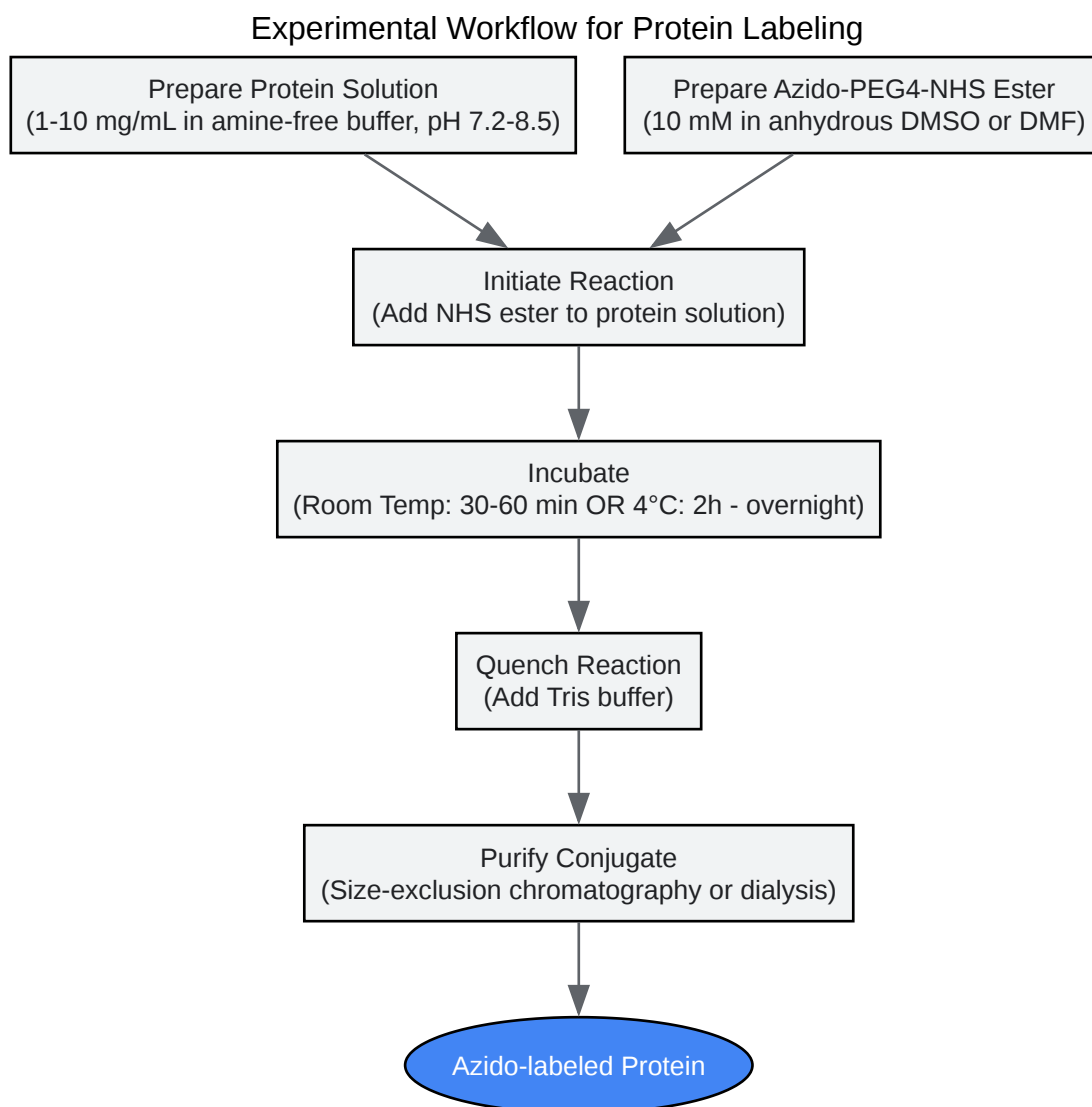 Experimental Workflow for Protein Labeling
Prepare Protein Solution
(1-10 mg/mL in amine-free buffer, pH 7.2-8.5)
Prepare Azido-PEG4-NHS Ester
(10 mM in anhydrous DMSO or DMF)
Initiate Reaction
(Add NHS ester to protein solution)
Incubate
(Room Temp: 30-60 min OR 4°C: 2h - overnight)
Quench Reaction
(Add Tris buffer)
Purify Conjugate
(Size-exclusion chromatography or dialysis)
Azido-labeled Protein